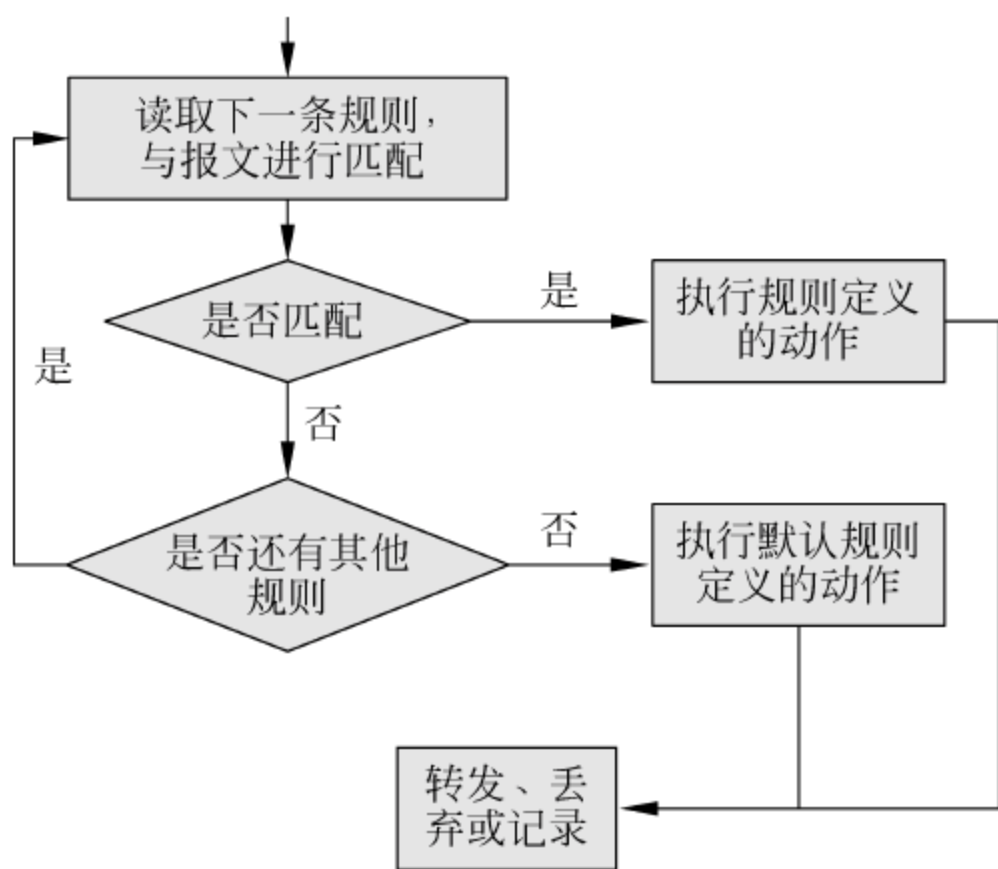 读取下一条规则，
与报文进行匹配
是否匹配
是
执行规则定义
的动作
是
否
是否还有其他
规则
否
执行默认规则
定义的动作
转发、丢
弃或记录